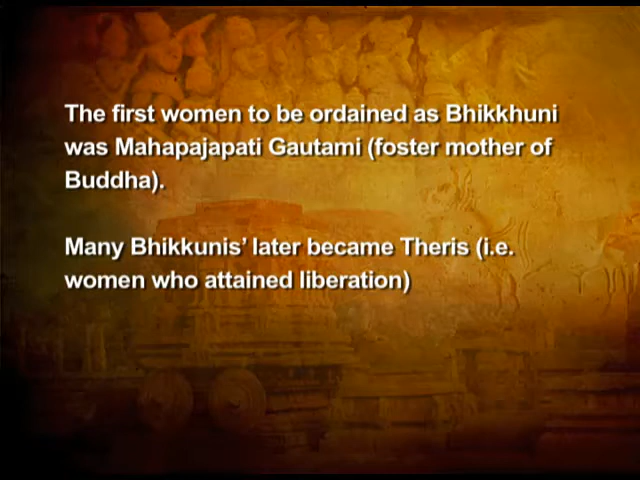 The first women to be ordained as Bhikkhuni
was Mahapajapati Gautami (foster mother of
Buddha).
Many Bhikkunis’ later became Theris (i.e.
women who attained liberation)